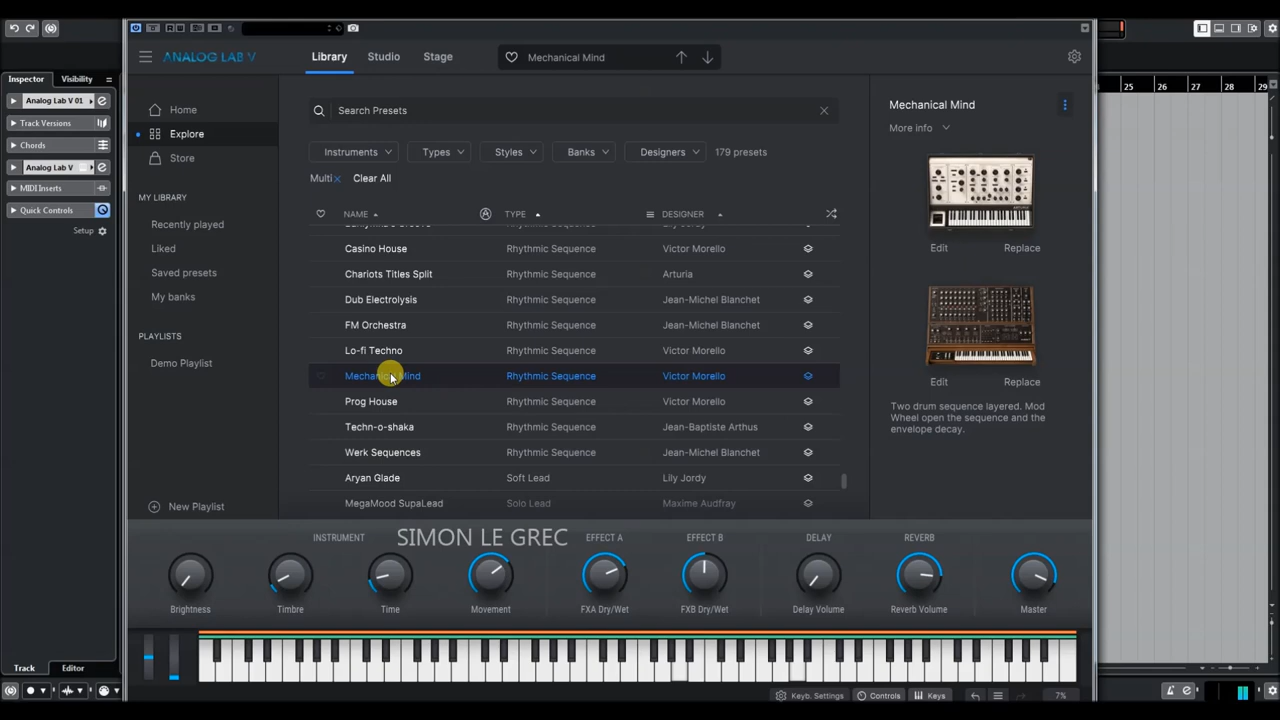 ANALOG LAB V
Library Studio Stage
Mechanical Mind
Inspector Visibility
Analog Lab V 01
Track Versions
Chords
Analog Lab V
MIDI Inserts
Quick Controls
Setup
Home
Explore
Store
MY LIBRARY
Recently played
Liked
Saved presets
My banks
PLAYLISTS
Demo Playlist
New Playlist
Search Presets
Instruments Types Styles Banks Designers 179 presets
Multi Clear All
NAME TYPE DESIGNER
Casino House Rhythmic Sequence Victor Morello
Chariots Titles Split Rhythmic Sequence Arturia
Dub Electrolysis Rhythmic Sequence Jean-Michel Blanchet
FM Orchestra Rhythmic Sequence Jean-Michel Blanchet
Lo-fi Techno Rhythmic Sequence Victor Morello
Mechanical Mind Rhythmic Sequence Victor Morello
Prog House Rhythmic Sequence Victor Morello
Techn-o-shaka Rhythmic Sequence Jean-Baptiste Arthus
Werk Sequences Rhythmic Sequence Jean-Michel Blanchet
Aryan Glade Soft Lead Lily Jordy
MegaMood SupaLead Solo Lead Maxime Audfray
Mechanical Mind
More info
Edit Replace
Edit Replace
Two drum sequence layered. Mod
Wheel open the sequence and the
envelope decay.
25 26 27 28 29
SIMON LE GREC
INSTRUMENT EFFECT A EFFECT B DELAY REVERB
Brightness Timbre Time Movement FXA Dry/Wet FXB Dry/Wet Delay Volume Reverb Volume Master
Track Editor
Keyb. Settings Controls Keys 7%